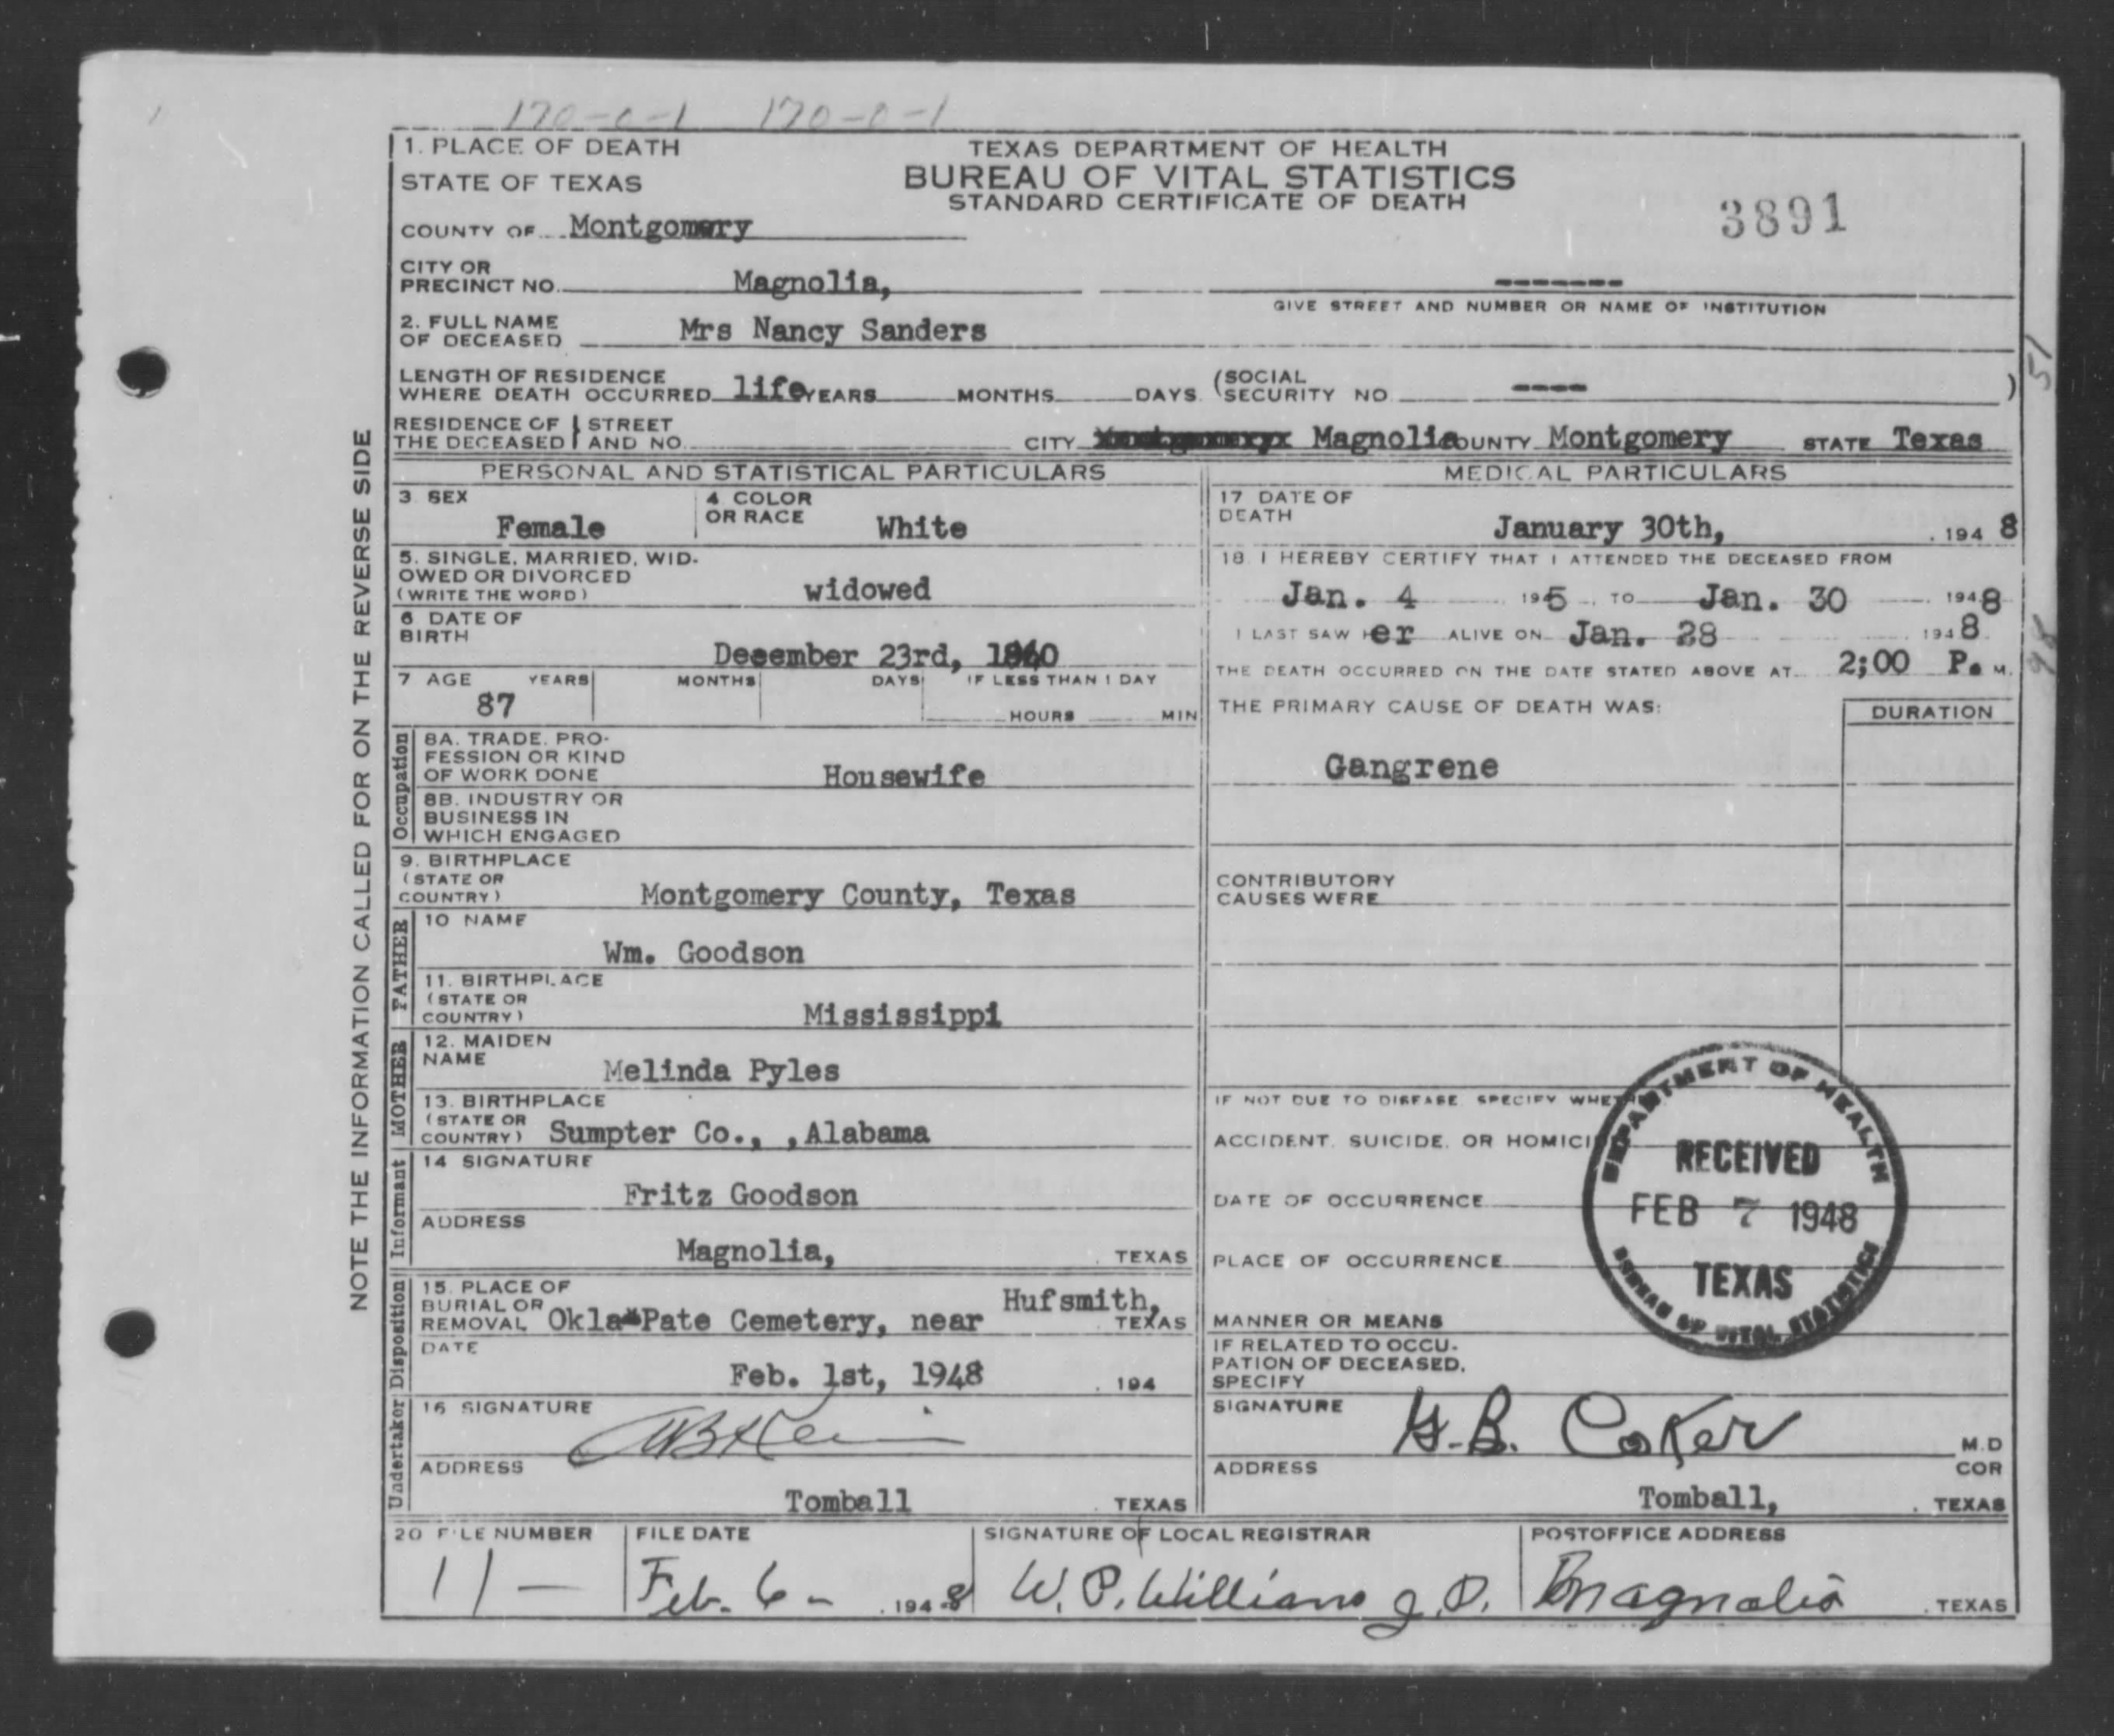 170-0-1 170-0-1
1. PLACE OF DEATH
STATE OF TEXAS
TEXAS DEPARTMENT OF HEALTH
BUREAU OF VITAL STATISTICS
STANDARD CERTIFICATE OF DEATH
3891
COUNTY OF Montgomery
CITY OR PRECINCT NO. Magnolia, -------
GIVE STREET AND NUMBER OR NAME OF INSTITUTION
2. FULL NAME OF DECEASED Mrs Nancy Sanders
LENGTH OF RESIDENCE WHERE DEATH OCCURRED life YEARS MONTHS DAYS (SOCIAL SECURITY NO. ---- )
RESIDENCE OF THE DECEASED STREET AND NO. CITY Magnolia COUNTY Montgomery STATE Texas
NOTE THE INFORMATION CALLED FOR ON THE REVERSE SIDE
PERSONAL AND STATISTICAL PARTICULARS
3. SEX Female
4. COLOR OR RACE White
5. SINGLE, MARRIED, WIDOWED OR DIVORCED (WRITE THE WORD) widowed
6 DATE OF BIRTH December 23rd, 1860
7 AGE YEARS MONTHS DAYS IF LESS THAN 1 DAY
87 HOURS MIN
Occupation
8A. TRADE, PROFESSION OR KIND OF WORK DONE Housewife
8B. INDUSTRY OR BUSINESS IN WHICH ENGAGED
9. BIRTHPLACE (STATE OR COUNTRY) Montgomery County, Texas
FATHER
10 NAME
Wm. Goodson
11. BIRTHPLACE (STATE OR COUNTRY) Mississippi
MOTHER
12. MAIDEN NAME Melinda Pyles
13. BIRTHPLACE (STATE OR COUNTRY) Sumpter Co., ,Alabama
Informant
14 SIGNATURE
Fritz Goodson
ADDRESS
Magnolia, TEXAS
Disposition
15. PLACE OF BURIAL OR REMOVAL Okla Pate Cemetery, near Hufsmith, TEXAS
DATE
Feb. 1st, 1948 , 194
Undertaker
16 SIGNATURE
ADDRESS
Tomball TEXAS
MEDICAL PARTICULARS
17 DATE OF DEATH January 30th, , 194 8
18. I HEREBY CERTIFY THAT I ATTENDED THE DECEASED FROM
Jan. 4 195 , TO Jan. 30 1948
I LAST SAW Her ALIVE ON Jan. 28 1948
THE DEATH OCCURRED ON THE DATE STATED ABOVE AT 2;00 P. M.
THE PRIMARY CAUSE OF DEATH WAS: DURATION
Gangrene
CONTRIBUTORY CAUSES WERE
IF NOT DUE TO DISEASE, SPECIFY WHE
ACCIDENT, SUICIDE, OR HOMICI
DATE OF OCCURRENCE
PLACE OF OCCURRENCE
MANNER OR MEANS
IF RELATED TO OCCUPATION OF DECEASED, SPECIFY
DEPARTMENT OF HEALTH
RECEIVED
FEB 7 1948
TEXAS
BUREAU OF VITAL STATISTICS
SIGNATURE G.B. Coker M.D
COR
ADDRESS
Tomball, , TEXAS
20 FILE NUMBER
11 -
FILE DATE
Feb. 6 - , 1948
SIGNATURE OF LOCAL REGISTRAR
W. P. Williams J.P.
POSTOFFICE ADDRESS
Magnolia , TEXAS
51